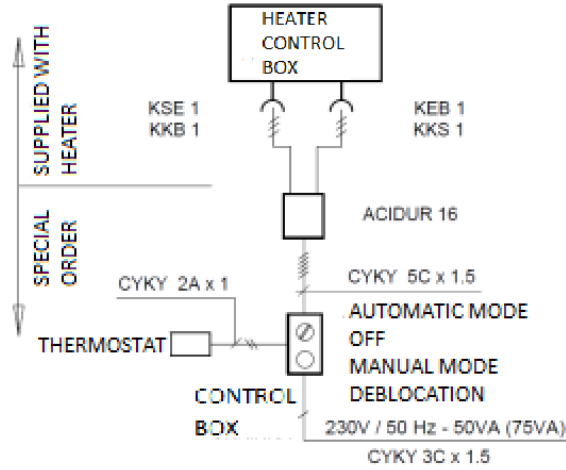 HEATER
CONTROL
BOX
KSE 1
KKB 1
KEB 1
KKS 1
SUPPLIED WITH
HEATER
ACIDUR 16
SPECIAL
ORDER
CYKY 2A x 1
CYKY 5C x 1.5
THERMOSTAT
AUTOMATIC MODE
OFF
MANUAL MODE
DEBLOCATION
CONTROL
BOX
230V / 50 Hz - 50VA (75VA)
CYKY 3C x 1.5